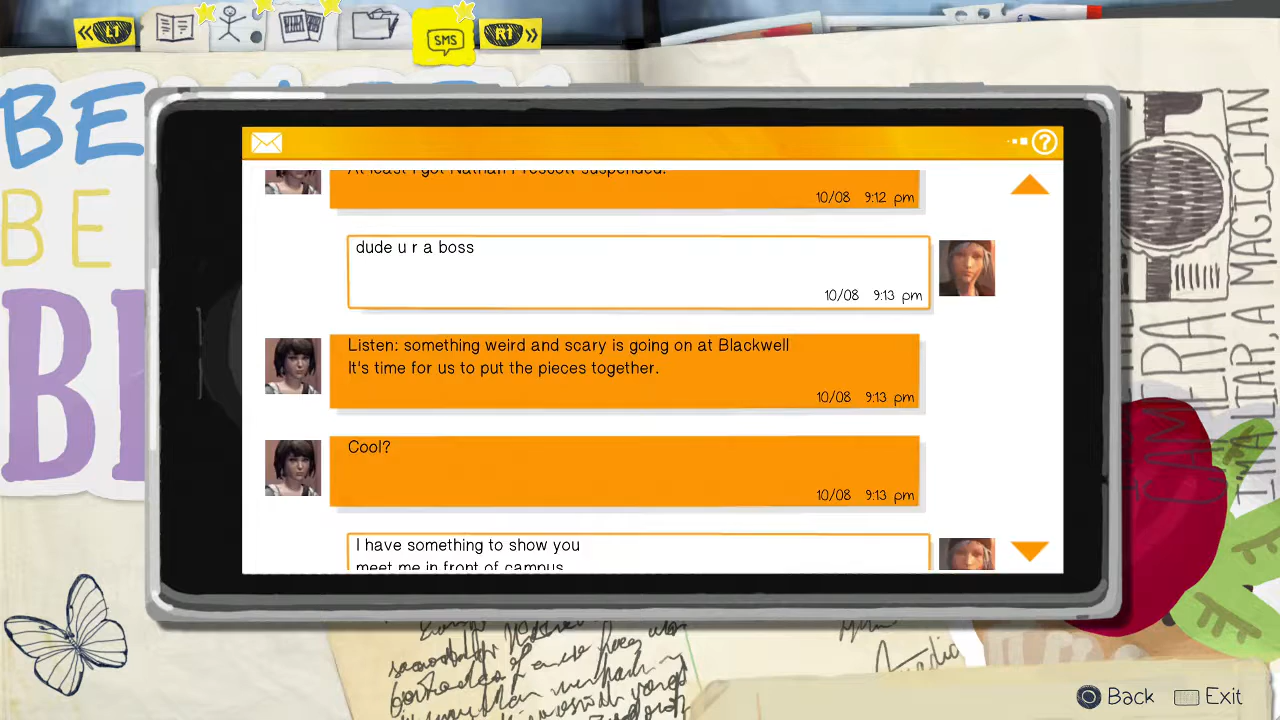 L1
SMS
R1
BE
BE
At least I got Nathan Prescott suspended.
10/08 9:12 pm
dude u r a boss
10/08 9:13 pm
Listen: something weird and scary is going on at Blackwell
It's time for us to put the pieces together.
10/08 9:13 pm
Cool?
10/08 9:13 pm
I have something to show you
meet me in front of campus
LIAR, A MAGICIAN
Back
Exit